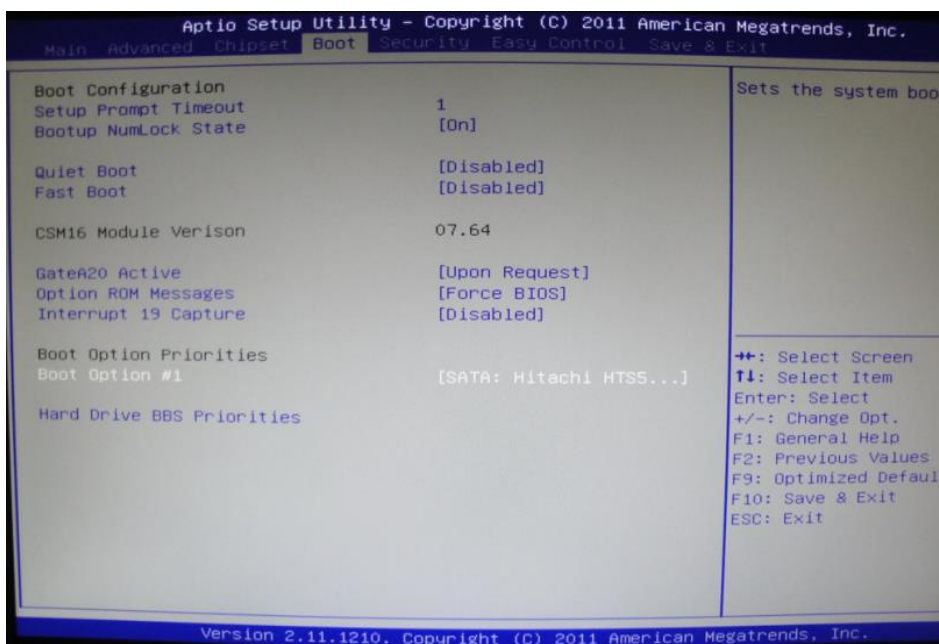 Aptio Setup Utility - Copyright (C) 2011 American Megatrends, Inc.
Main Advanced Chipset Boot Security Easy Control Save & Exit
Boot Configuration
Setup Prompt Timeout 1
Bootup NumLock State [On]
Quiet Boot [Disabled]
Fast Boot [Disabled]
CSM16 Module Verison 07.64
GateA20 Active [Upon Request]
Option ROM Messages [Force BIOS]
Interrupt 19 Capture [Disabled]
Boot Option Priorities
Boot Option #1 [SATA: Hitachi HTS5...]
Hard Drive BBS Priorities
Sets the system boo
→←: Select Screen
↑↓: Select Item
Enter: Select
+/-: Change Opt.
F1: General Help
F2: Previous Values
F9: Optimized Defaul
F10: Save & Exit
ESC: Exit
Version 2.11.1210. Copyright (C) 2011 American Megatrends, Inc.